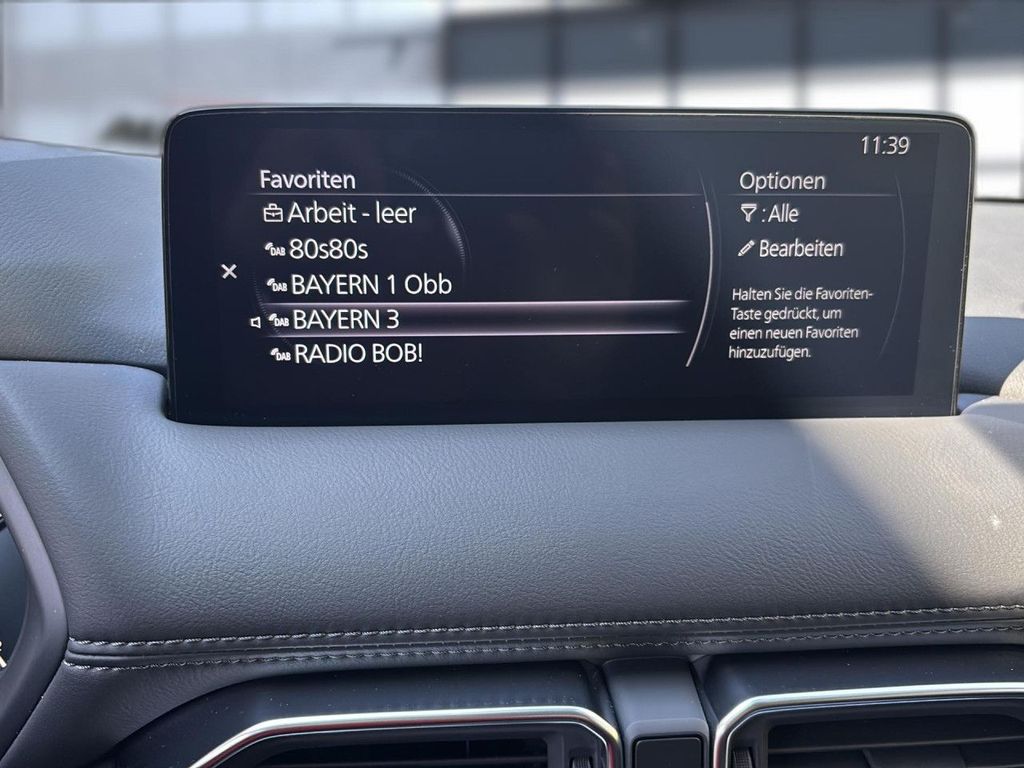 11:39
Favoriten
Arbeit - leer
DAB 80s80s
DAB BAYERN 1 Obb
DAB BAYERN 3
DAB RADIO BOB!
Optionen
: Alle
Bearbeiten
Halten Sie die Favoriten-
Taste gedrückt, um
einen neuen Favoriten
hinzuzufügen.